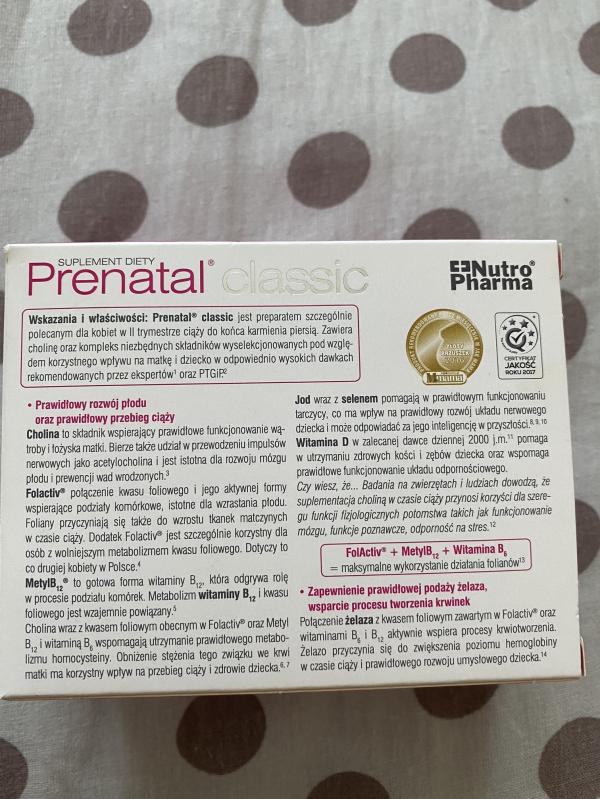 SUPLEMENT DIETY
Prenatal® classic
Nutro®
Pharma
Wskazania i właściwości: Prenatal® classic jest preparatem szczególnie
polecanym dla kobiet w II trymestrze ciąży do końca karmienia piersią. Zawiera
cholinę oraz kompleks niezbędnych składników wyselekcjonowanych pod wzglę-
dem korzystnego wpływu na matkę i dziecko w odpowiednio wysokich dawkach
rekomendowanych przez ekspertów¹ oraz PTGiP.²
CERTYFIKAT
JAKOŚĆ
ROKU 2017
• Prawidłowy rozwój płodu
oraz prawidłowy przebieg ciąży
Cholina to składnik wspierający prawidłowe funkcjonowanie wą-
troby i łożyska matki. Bierze także udział w przewodzeniu impulsów
nerwowych jako acetylocholina i jest istotna dla rozwoju mózgu
płodu i prewencji wad wrodzonych.³
Folactiv® połączenie kwasu foliowego i jego aktywnej formy
wspierające podziały komórkowe, istotne dla wzrastania płodu.
Foliany przyczyniają się także do wzrostu tkanek matczynych
w czasie ciąży. Dodatek Folactiv® jest szczególnie korzystny dla
osób z wolniejszym metabolizmem kwasu foliowego. Dotyczy to
co drugiej kobiety w Polsce.⁴
MetylB₁₂® to gotowa forma witaminy B₁₂, która odgrywa rolę
w procesie podziału komórek. Metabolizm witaminy B₁₂ i kwasu
foliowego jest wzajemnie powiązany.⁵
Cholina wraz z kwasem foliowym obecnym w Folactiv® oraz Metyl
B₁₂ i witaminą B₆ wspomagają utrzymanie prawidłowego metabo-
lizmu homocysteiny. Obniżenie stężenia tego związku we krwi
matki ma korzystny wpływ na przebieg ciąży i zdrowie dziecka.⁶,⁷
Jod wraz z selenem pomagają w prawidłowym funkcjonowaniu
tarczycy, co ma wpływ na prawidłowy rozwój układu nerwowego
dziecka i może odpowiadać za jego inteligencję w przyszłości.⁸,⁹,¹⁰
Witamina D w zalecanej dawce dziennej 2000 j.m.¹¹ pomaga
w utrzymaniu zdrowych kości i zębów dziecka oraz wspomaga
prawidłowe funkcjonowanie układu odpornościowego.
Czy wiesz, że... Badania na zwierzętach i ludziach dowodzą, że
suplementacja choliną w czasie ciąży przynosi korzyści dla szere-
gu funkcji fizjologicznych potomstwa takich jak funkcjonowanie
mózgu, funkcje poznawcze, odporność na stres.¹²
FolActiv® + MetylB₁₂ + Witamina B₆
= maksymalne wykorzystanie działania folianów¹³
• Zapewnienie prawidłowej podaży żelaza,
wsparcie procesu tworzenia krwinek
Połączenie żelaza z kwasem foliowym zawartym w Folactiv® oraz
witaminami B₆ i B₁₂ aktywnie wspiera procesy krwiotworzenia.
Żelazo przyczynia się do zwiększenia poziomu hemoglobiny
w czasie ciąży i prawidłowego rozwoju umysłowego dziecka.¹⁴